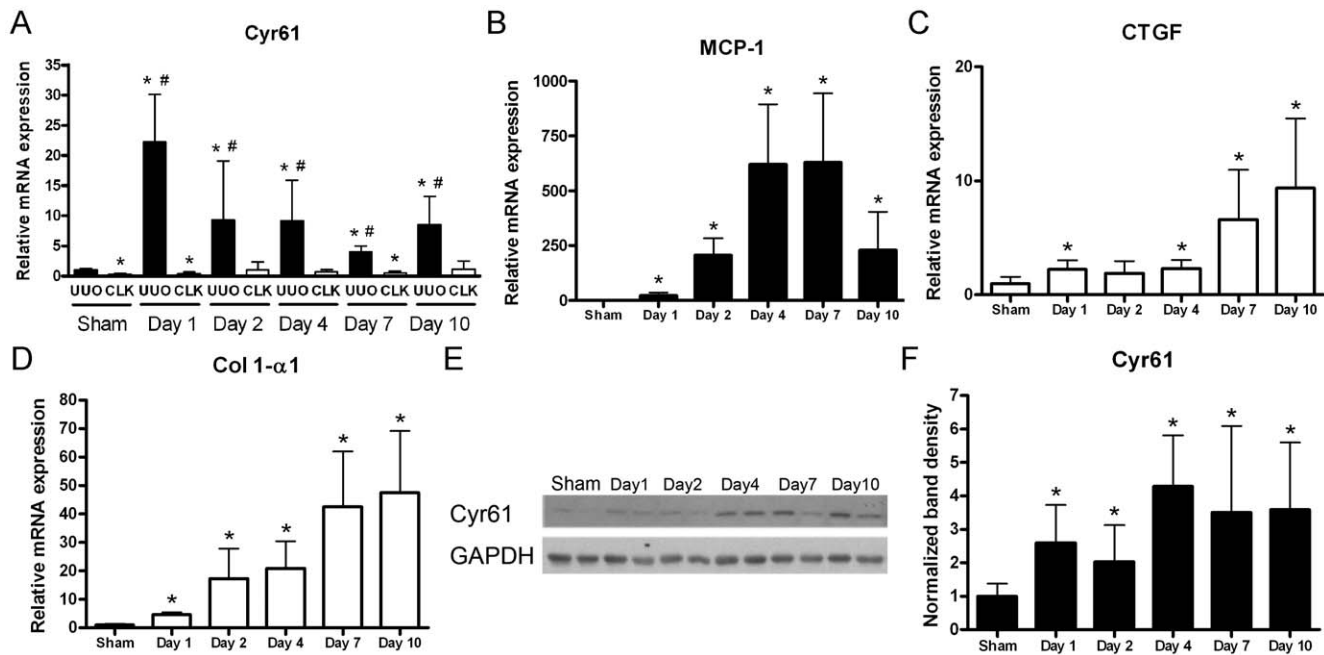 A
Cyr61
Relative mRNA expression
35
30
25
20
15
10
5
0
* #
* #
* #
* #
* #
*
*
*
UUO CLK UUO CLK UUO CLK UUO CLK UUO CLK UUO CLK
Sham Day 1 Day 2 Day 4 Day 7 Day 10
B
MCP-1
Relative mRNA expression
1000
750
500
250
0
* * * * *
Sham Day 1 Day 2 Day 4 Day 7 Day 10
C
CTGF
Relative mRNA expression
20
10
0
* * * *
Sham Day 1 Day 2 Day 4 Day 7 Day 10
D
Col 1-α1
Relative mRNA expression
80
70
60
50
40
30
20
10
0
* * * * *
Sham Day 1 Day 2 Day 4 Day 7 Day 10
E
Sham Day1 Day2 Day4 Day7 Day10
Cyr61
GAPDH
F
Cyr61
Normalized band density
7
6
5
4
3
2
1
0
* * * * *
Sham Day 1 Day 2 Day 4 Day 7 Day 10